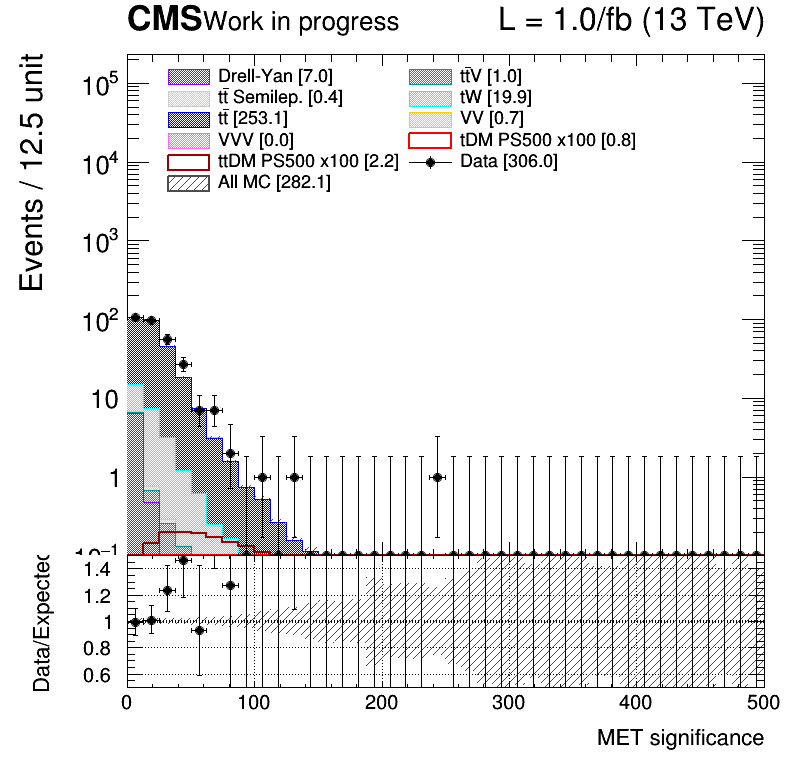 CMS Work in progress L = 1.0/fb (13 TeV)
Events / 12.5 unit
Drell-Yan [7.0]
tt̄V [1.0]
tt̄ Semilep. [0.4]
tW [19.9]
tt̄ [253.1]
VV [0.7]
VVV [0.0]
tDM PS500 x100 [0.8]
ttDM PS500 x100 [2.2]
Data [306.0]
All MC [282.1]
10⁵
10⁴
10³
10²
10
1
10⁻¹
Data/Expected
1.4
1.2
1
0.8
0.6
0 100 200 300 400 500
MET significance